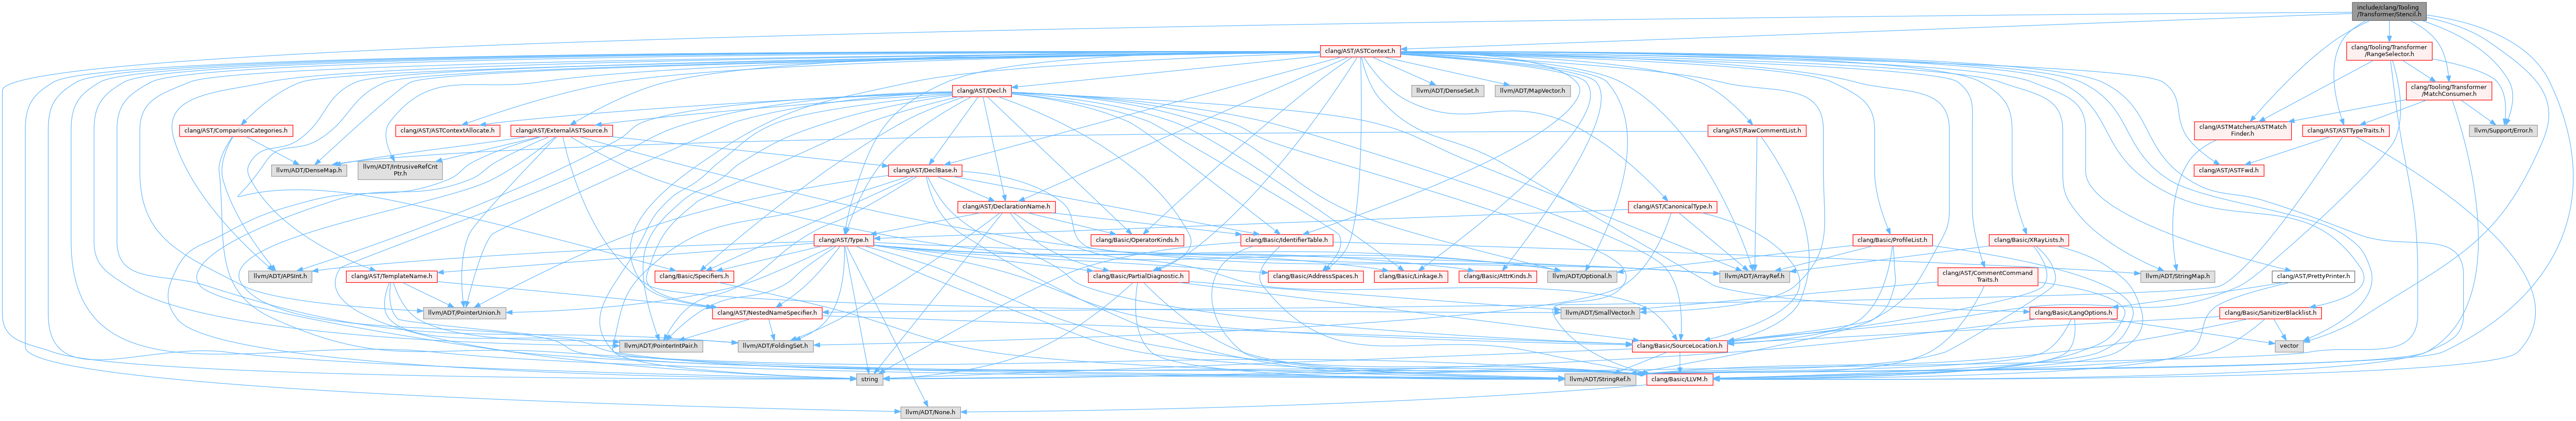 include/clang/Tooling
/Transformer/Stencil.h
clang/AST/ASTContext.h
clang/Tooling/Transformer
/RangeSelector.h
clang/AST/Decl.h
llvm/ADT/DenseSet.h
llvm/ADT/MapVector.h
clang/Tooling/Transformer
/MatchConsumer.h
clang/AST/ComparisonCategories.h
clang/AST/ASTContextAllocate.h
clang/AST/ExternalASTSource.h
clang/AST/RawCommentList.h
clang/ASTMatchers/ASTMatch
Finder.h
clang/AST/ASTTypeTraits.h
llvm/Support/Error.h
llvm/ADT/DenseMap.h
llvm/ADT/IntrusiveRefCnt
Ptr.h
clang/AST/DeclBase.h
clang/AST/ASTFwd.h
clang/AST/DeclarationName.h
clang/AST/CanonicalType.h
clang/AST/Type.h
clang/Basic/OperatorKinds.h
clang/Basic/IdentifierTable.h
clang/Basic/ProfileList.h
clang/Basic/XRayLists.h
llvm/ADT/APSInt.h
clang/AST/TemplateName.h
clang/Basic/Specifiers.h
clang/Basic/PartialDiagnostic.h
clang/Basic/AddressSpaces.h
clang/Basic/Linkage.h
clang/Basic/AttrKinds.h
llvm/ADT/Optional.h
llvm/ADT/ArrayRef.h
clang/AST/CommentCommand
Traits.h
llvm/ADT/StringMap.h
clang/AST/PrettyPrinter.h
llvm/ADT/PointerUnion.h
clang/AST/NestedNameSpecifier.h
llvm/ADT/SmallVector.h
clang/Basic/LangOptions.h
clang/Basic/SanitizerBlacklist.h
llvm/ADT/PointerIntPair.h
llvm/ADT/FoldingSet.h
clang/Basic/SourceLocation.h
vector
string
llvm/ADT/StringRef.h
clang/Basic/LLVM.h
llvm/ADT/None.h